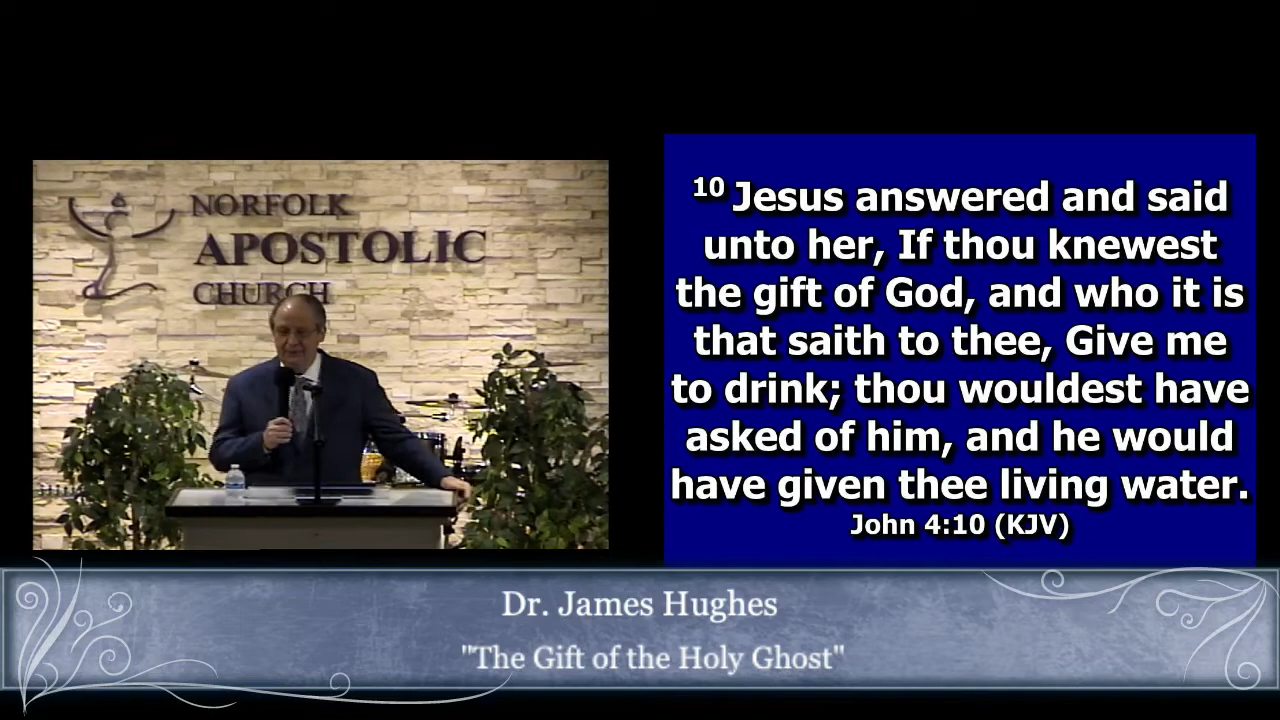 NORFOLK
APOSTOLIC
CHURCH
10 Jesus answered and said
unto her, If thou knewest
the gift of God, and who it is
that saith to thee, Give me
to drink; thou wouldest have
asked of him, and he would
have given thee living water.
John 4:10 (KJV)
Dr. James Hughes
"The Gift of the Holy Ghost"